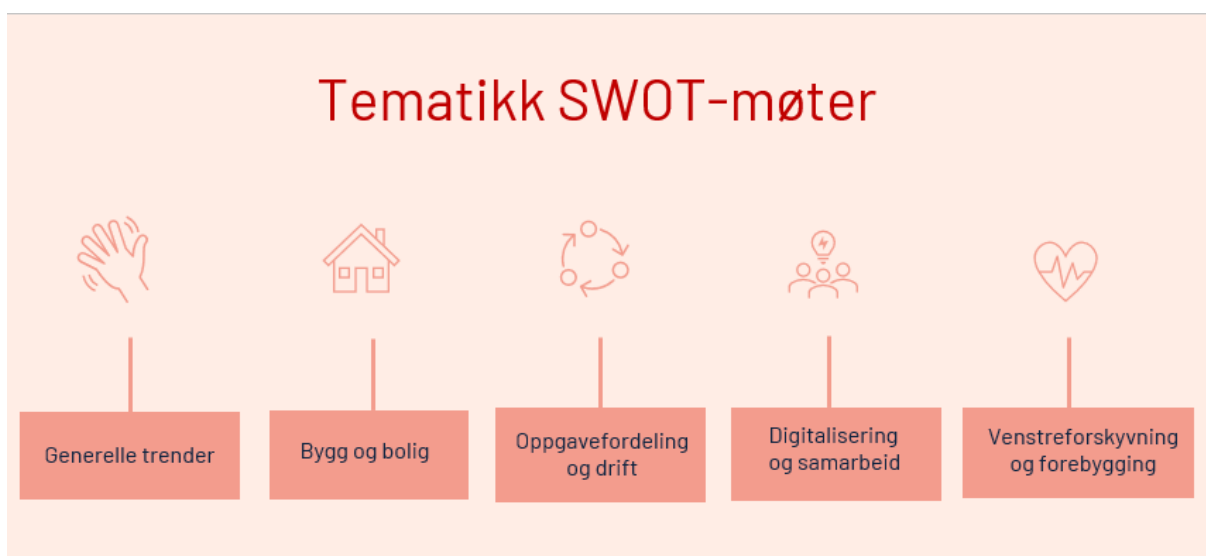 Tematikk SWOT-møter
Generelle trender
Bygg og bolig
Oppgavefordeling
og drift
Digitalisering
og samarbeid
Venstreforskyvning
og forebygging